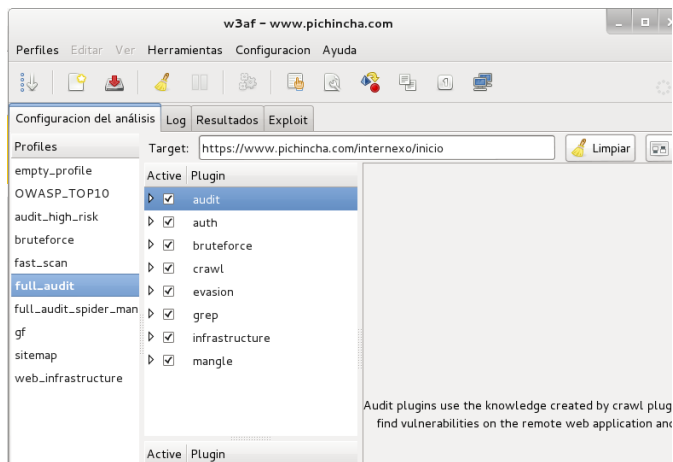 w3af – www.pichincha.com
Perfiles Editar Ver Herramientas Configuracion Ayuda
Configuracion del análisis Log Resultados Exploit
Profiles
empty_profile
OWASP_TOP10
audit_high_risk
bruteforce
fast_scan
full_audit
full_audit_spider_man
gf
sitemap
web_infrastructure
Target: https://www.pichincha.com/internexo/inicio Limpiar
Active Plugin
audit
auth
bruteforce
crawl
evasion
grep
infrastructure
mangle
Audit plugins use the knowledge created by crawl plug
find vulnerabilities on the remote web application and
Active Plugin